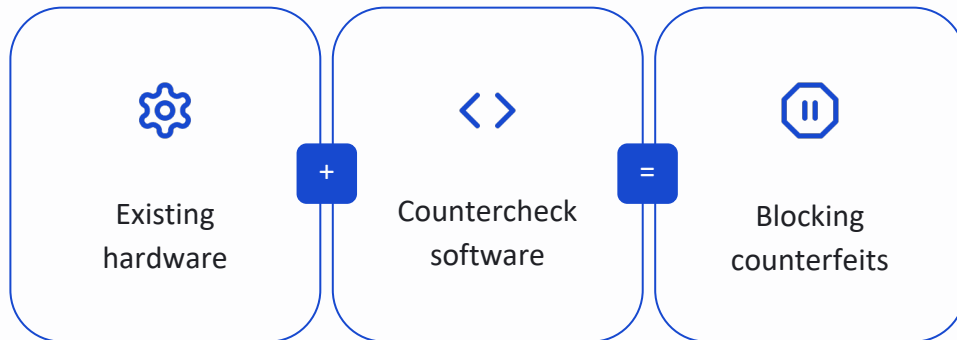 Existing
hardware
+
Countercheck
software
=
Blocking
counterfeits